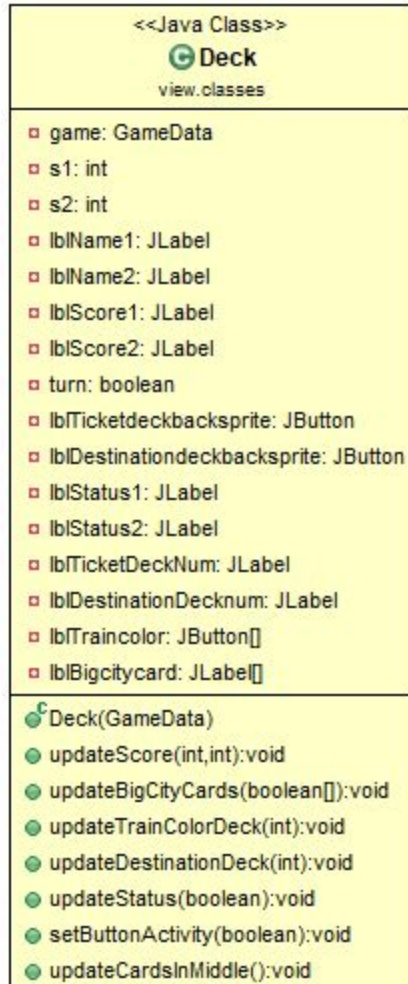 <<Java Class>>
Deck
view.classes
game: GameData
s1: int
s2: int
lblName1: JLabel
lblName2: JLabel
lblScore1: JLabel
lblScore2: JLabel
turn: boolean
lblTicketdeckbacksprite: JButton
lblDestinationdeckbacksprite: JButton
lblStatus1: JLabel
lblStatus2: JLabel
lblTicketDeckNum: JLabel
lblDestinationDecknum: JLabel
lblTraincolor: JButton[]
lblBigcitycard: JLabel[]
Deck(GameData)
updateScore(int,int):void
updateBigCityCards(boolean[]):void
updateTrainColorDeck(int):void
updateDestinationDeck(int):void
updateStatus(boolean):void
setButtonActivity(boolean):void
updateCardsInMiddle():void